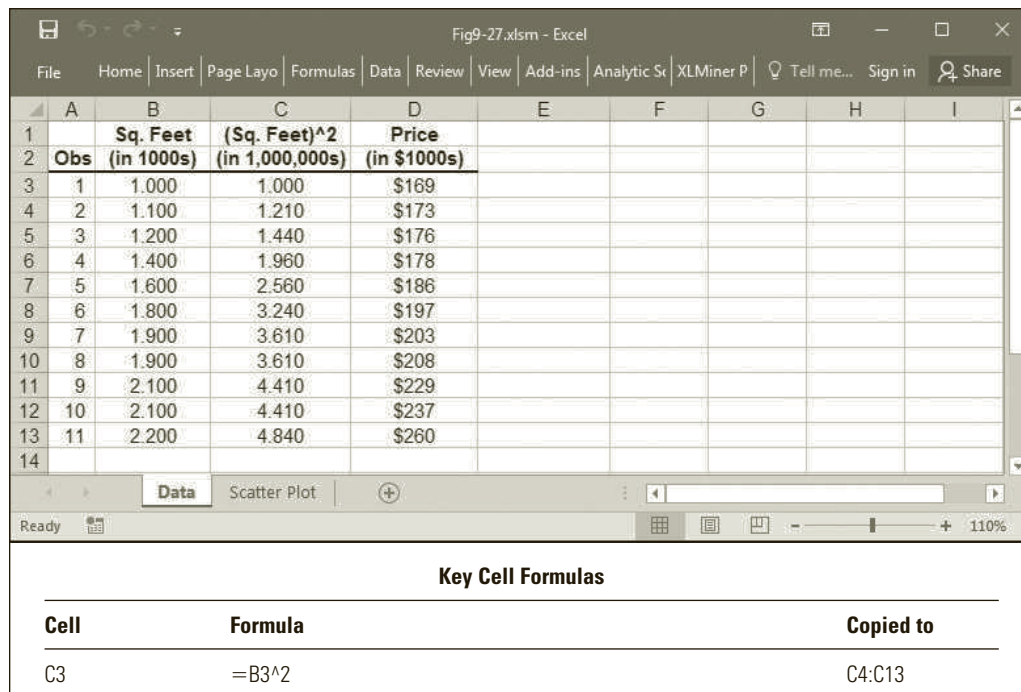 Fig9-27.xlsm - Excel
File Home Insert Page Layo Formulas Data Review View Add-ins Analytic So XLMiner P Tell me... Sign in Share
A B C D E F G H I
1 Sq. Feet (Sq. Feet)^2 Price
2 Obs (in 1000s) (in 1,000,000s) (in $1000s)
3 1 1.000 1.000 $169
4 2 1.100 1.210 $173
5 3 1.200 1.440 $176
6 4 1.400 1.960 $178
7 5 1.600 2.560 $186
8 6 1.800 3.240 $197
9 7 1.900 3.610 $203
10 8 1.900 3.610 $208
11 9 2.100 4.410 $229
12 10 2.100 4.410 $237
13 11 2.200 4.840 $260
14
Data Scatter Plot
Ready 110%
Key Cell Formulas
Cell Formula Copied to
C3 =B3^2 C4:C13